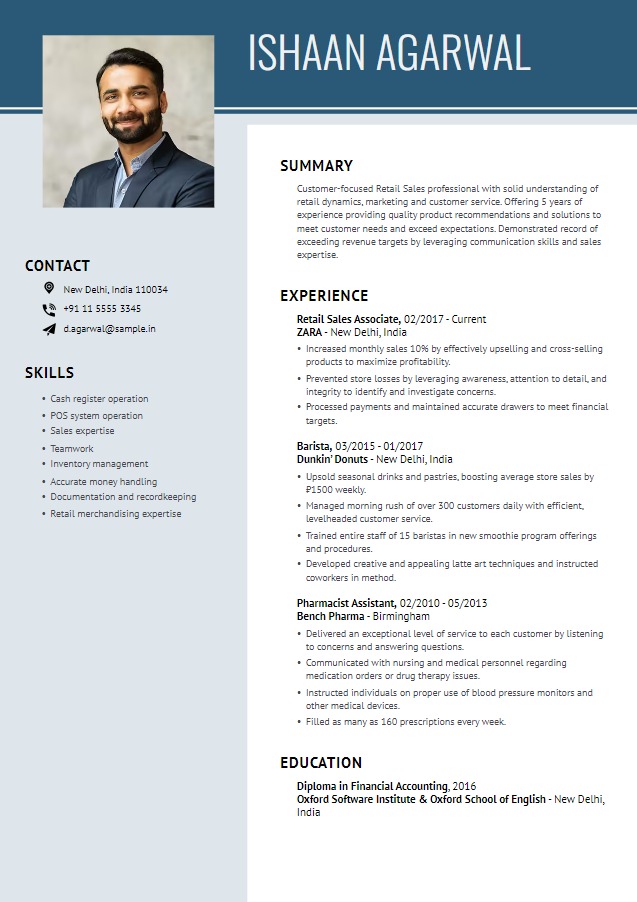 ISHAAN AGARWAL
CONTACT
New Delhi, India 110034
+91 11 5555 3345
d.agarwal@sample.in
SKILLS
• Cash register operation
• POS system operation
• Sales expertise
• Teamwork
• Inventory management
• Accurate money handling
• Documentation and recordkeeping
• Retail merchandising expertise
SUMMARY
Customer-focused Retail Sales professional with solid understanding of
retail dynamics, marketing and customer service. Offering 5 years of
experience providing quality product recommendations and solutions to
meet customer needs and exceed expectations. Demonstrated record of
exceeding revenue targets by leveraging communication skills and sales
expertise.
EXPERIENCE
Retail Sales Associate, 02/2017 - Current
ZARA - New Delhi, India
• Increased monthly sales 10% by effectively upselling and cross-selling
products to maximize profitability.
• Prevented store losses by leveraging awareness, attention to detail, and
integrity to identify and investigate concerns.
• Processed payments and maintained accurate drawers to meet financial
targets.
Barista, 03/2015 - 01/2017
Dunkin' Donuts - New Delhi, India
• Upsold seasonal drinks and pastries, boosting average store sales by
₽1500 weekly.
• Managed morning rush of over 300 customers daily with efficient,
levelheaded customer service.
• Trained entire staff of 15 baristas in new smoothie program offerings
and procedures.
• Developed creative and appealing latte art techniques and instructed
coworkers in method.
Pharmacist Assistant, 02/2010 - 05/2013
Bench Pharma - Birmingham
• Delivered an exceptional level of service to each customer by listening
to concerns and answering questions.
• Communicated with nursing and medical personnel regarding
medication orders or drug therapy issues.
• Instructed individuals on proper use of blood pressure monitors and
other medical devices.
• Filled as many as 160 prescriptions every week.
EDUCATION
Diploma in Financial Accounting, 2016
Oxford Software Institute & Oxford School of English - New Delhi,
India